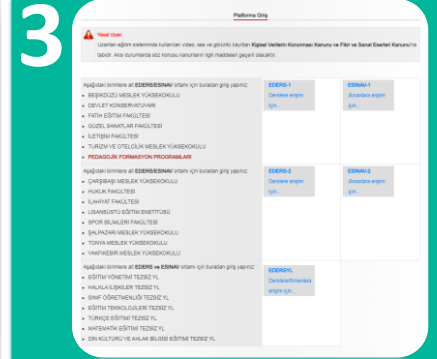 3
Platforma Giriş
Yasal Uyarı
Uzaktan eğitim sisteminde kullanılan video, ses ve görüntü kayıtları Kişisel Verilerin Korunması Kanunu ve Fikir ve Sanat Eserleri Kanunu'na
tabidir. Aksi durumlarda söz konusu kanunların ilgili maddeleri geçerli olacaktır.
Aşağıdaki birimlere ait EDERS/ESINAV ortamı için buradan giriş yapınız:
BEŞİKDÜZÜ MESLEK YÜKSEKOKULU
DEVLET KONSERVATUVARI
FATİH EĞİTİM FAKÜLTESİ
GÜZEL SANATLAR FAKÜLTESİ
İLETİŞİM FAKÜLTESİ
TURİZM VE OTELCİLİK MESLEK YÜKSEKOKULU
PEDAGOJİK FORMASYON PROGRAMLARI
EDERS-1
Derslere erişim
için...
ESINAV-1
Sınavlara erişim
için...
Aşağıdaki birimlere ait EDERS/ESINAV ortamı için buradan giriş yapınız:
ÇARŞIBAŞI MESLEK YÜKSEKOKULU
HUKUK FAKÜLTESİ
İLAHİYAT FAKÜLTESİ
LİSANSÜSTÜ EĞİTİM ENSTİTÜSÜ
SPOR BİLİMLERİ FAKÜLTESİ
ŞALPAZARI MESLEK YÜKSEKOKULU
TONYA MESLEK YÜKSEKOKULU
VAKFIKEBİR MESLEK YÜKSEKOKULU
EDERS-2
Derslere erişim
için...
ESINAV-2
Sınavlara erişim
için...
Aşağıdaki birimlere ait EDERS ve ESINAV ortamı için buradan giriş yapınız:
EĞİTİM YÖNETİMİ TEZSİZ YL
HALKLA İLİŞKİLER TEZSİZ YL
SINIF ÖĞRETMENLİĞİ TEZSİZ YL
EĞİTİM TEKNOLOJİLERİ TEZSİZ YL
TÜRKÇE EĞİTİMİ TEZSİZ YL
MATEMATİK EĞİTİMİ TEZSİZ YL
DİN KÜLTÜRÜ VE AHLAK BİLGİSİ EĞİTİMİ TEZSİZ YL
EDERSYL
Derslere/Sınavlara
erişim için...